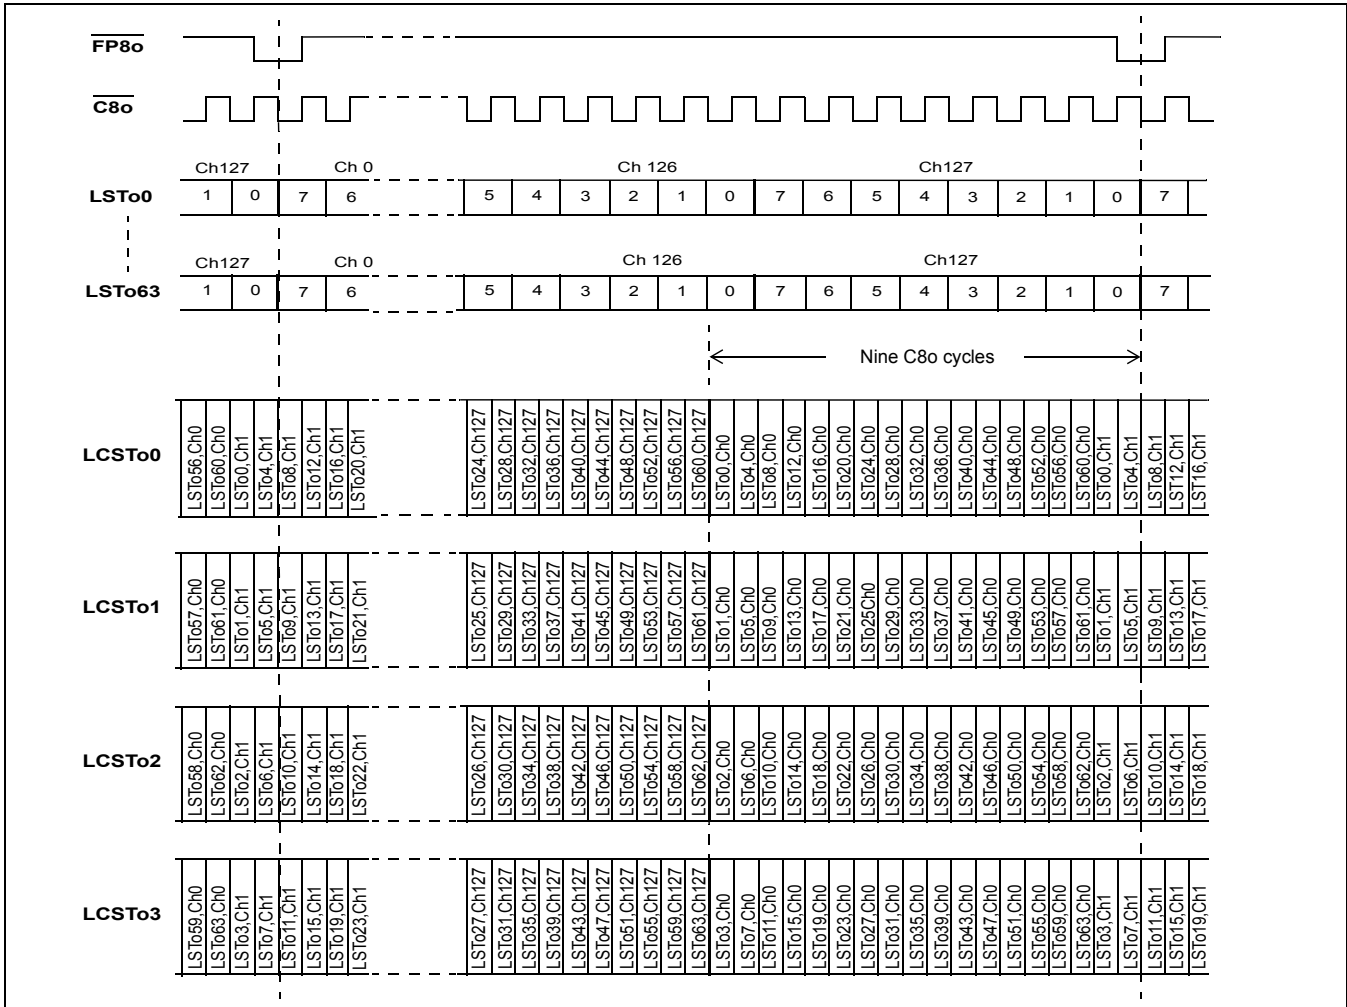 FP8o
C8o
Ch127 Ch 0 Ch 126 Ch127
LSTo0 1 0 7 6 5 4 3 2 1 0 7 6 5 4 3 2 1 0 7
Ch127 Ch 0 Ch 126 Ch127
LSTo63 1 0 7 6 5 4 3 2 1 0 7 6 5 4 3 2 1 0 7
Nine C8o cycles
LCSTo0
LSTo56,Ch0
LSTo60,Ch0
LSTo0,Ch1
LSTo4,Ch1
LSTo8,Ch1
LSTo12,Ch1
LSTo16,Ch1
LSTo20,Ch1
LSTo24,Ch127
LSTo28,Ch127
LSTo32,Ch127
LSTo36,Ch127
LSTo40,Ch127
LSTo44,Ch127
LSTo48,Ch127
LSTo52,Ch127
LSTo56,Ch127
LSTo60,Ch127
LSTo0,Ch0
LSTo4,Ch0
LSTo8,Ch0
LSTo12,Ch0
LSTo16,Ch0
LSTo20,Ch0
LSTo24,Ch0
LSTo28,Ch0
LSTo32,Ch0
LSTo36,Ch0
LSTo40,Ch0
LSTo44,Ch0
LSTo48,Ch0
LSTo52,Ch0
LSTo56,Ch0
LSTo60,Ch0
LSTo0,Ch1
LSTo4,Ch1
LSTo8,Ch1
LST12,Ch1
LST16,Ch1
LCSTo1
LSTo57,Ch0
LSTo61,Ch0
LSTo1,Ch1
LSTo5,Ch1
LSTo9,Ch1
LSTo13,Ch1
LSTo17,Ch1
LSTo21,Ch1
LSTo25,Ch127
LSTo29,Ch127
LSTo33,Ch127
LSTo37,Ch127
LSTo41,Ch127
LSTo45,Ch127
LSTo49,Ch127
LSTo53,Ch127
LSTo57,Ch127
LSTo61,Ch127
LSTo1,Ch0
LSTo5,Ch0
LSTo9,Ch0
LSTo13,Ch0
LSTo17,Ch0
LSTo21,Ch0
LSTo25Ch0
LSTo29,Ch0
LSTo33,Ch0
LSTo37,Ch0
LSTo41,Ch0
LSTo45,Ch0
LSTo49,Ch0
LSTo53,Ch0
LSTo57,Ch0
LSTo61,Ch0
LSTo1,Ch1
LSTo5,Ch1
LSTo9,Ch1
LSTo13,Ch1
LSTo17,Ch1
LCSTo2
LSTo58,Ch0
LSTo62,Ch0
LSTo2,Ch1
LSTo6,Ch1
LSTo10,Ch1
LSTo14,Ch1
LSTo18,Ch1
LSTo22,Ch1
LSTo26,Ch127
LSTo30,Ch127
LSTo34,Ch127
LSTo38,Ch127
LSTo42,Ch127
LSTo46,Ch127
LSTo50,Ch127
LSTo54,Ch127
LSTo58,Ch127
LSTo62,Ch127
LSTo2,Ch0
LSTo6,Ch0
LSTo10,Ch0
LSTo14,Ch0
LSTo18,Ch0
LSTo22,Ch0
LSTo26,Ch0
LSTo30,Ch0
LSTo34,Ch0
LSTo38,Ch0
LSTo42,Ch0
LSTo46,Ch0
LSTo50,Ch0
LSTo54,Ch0
LSTo58,Ch0
LSTo62,Ch0
LSTo2,Ch1
LSTo6,Ch1
LSTo10,Ch1
LSTo14,Ch1
LSTo18,Ch1
LCSTo3
LSTo59,Ch0
LSTo63,Ch0
LSTo3,Ch1
LSTo7,Ch1
LSTo11,Ch1
LSTo15,Ch1
LSTo19,Ch1
LSTo23,Ch1
LSTo27,Ch127
LSTo31,Ch127
LSTo35,Ch127
LSTo39,Ch127
LSTo43,Ch127
LSTo47,Ch127
LSTo51,Ch127
LSTo55,Ch127
LSTo59,Ch127
LSTo63,Ch127
LSTo3,Ch0
LSTo7,Ch0
LSTo11,Ch0
LSTo15,Ch0
LSTo19,Ch0
LSTo23,Ch0
LSTo27,Ch0
LSTo31,Ch0
LSTo35,Ch0
LSTo39,Ch0
LSTo43,Ch0
LSTo47,Ch0
LSTo51,Ch0
LSTo55,Ch0
LSTo59,Ch0
LSTo63,Ch0
LSTo3,Ch1
LSTo7,Ch1
LSTo11,Ch1
LSTo15,Ch1
LSTo19,Ch1